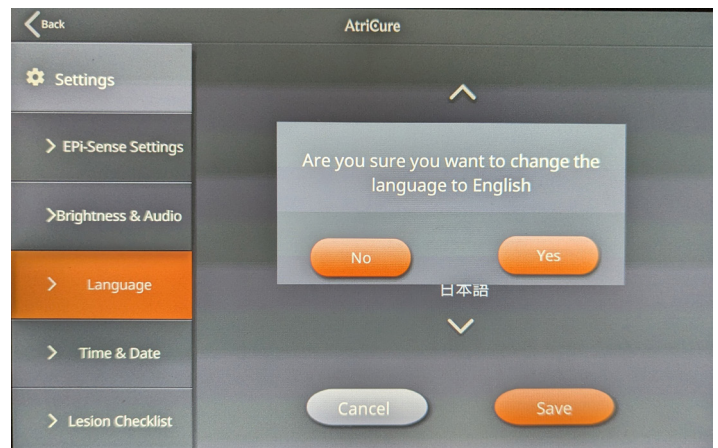 Back
AtriCure
Settings
EPi-Sense Settings
Brightness & Audio
Language
Time & Date
Lesion Checklist
Are you sure you want to change the
language to English
No
Yes
日本語
Cancel
Save